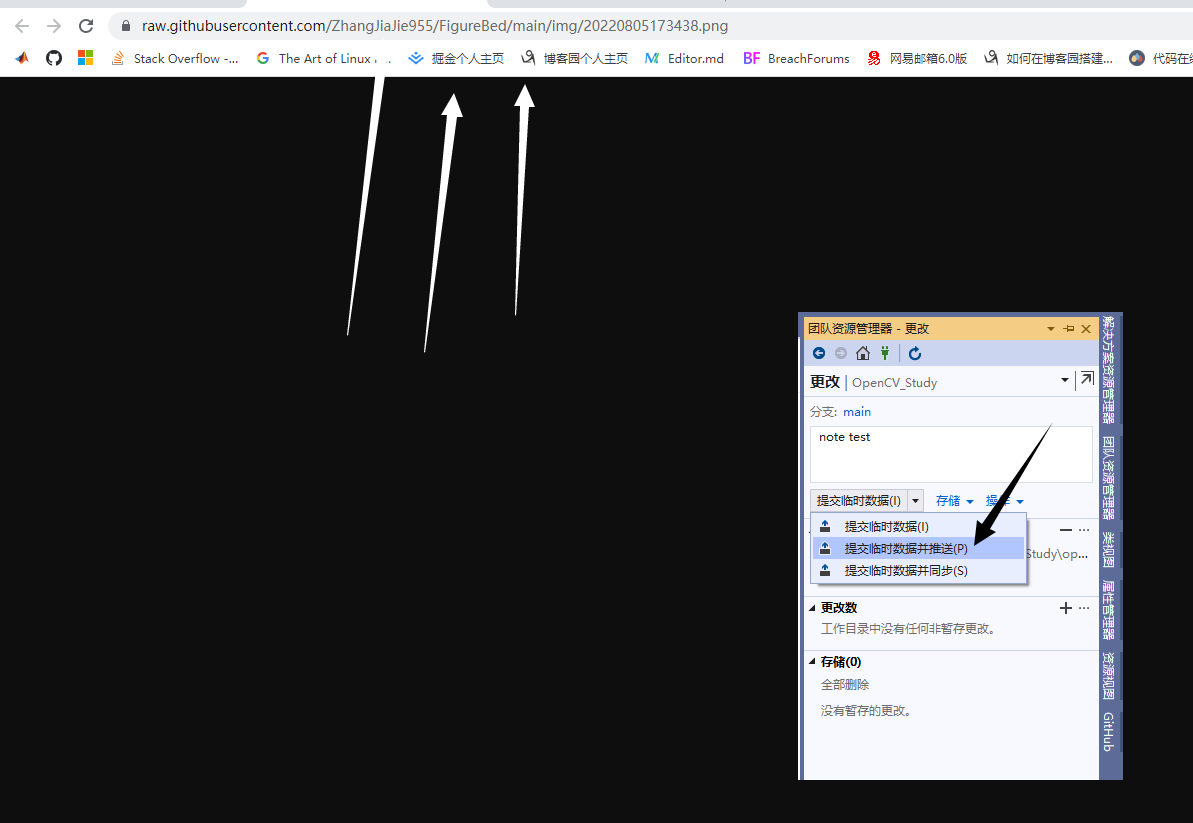 raw.githubusercontent.com/ZhangJiaJie955/FigureBed/main/img/20220805173438.png
Stack Overflow -... The Art of Linux ... 掘金个人主页 博客园个人主页 Editor.md BF BreachForums 网易邮箱6.0版 如何在博客园搭建... 代码在线
团队资源管理器 - 更改
更改 | OpenCV_Study
分支: main
note test
提交临时数据(I) 存储
提交临时数据(I)
提交临时数据并推送(P)
提交临时数据并同步(S)
Study\op...
更改数
工作目录中没有任何非暂存更改。
存储(0)
全部删除
没有暂存的更改。
解决方案资源管理器
团队资源管理器
类视图
属性管理器
资源视图
GitHub